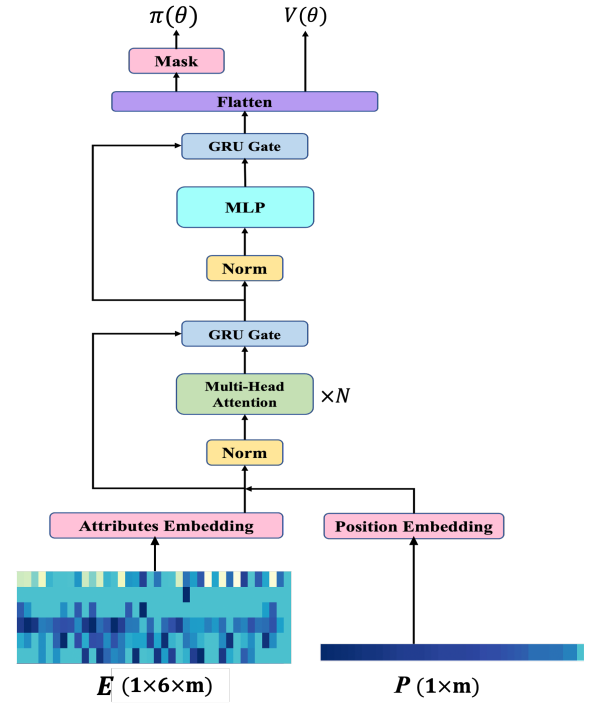 π(θ) V(θ)
Mask
Flatten
GRU Gate
MLP
Norm
GRU Gate
Multi-Head
Attention
×N
Norm
Attributes Embedding
Position Embedding
E (1×6×m)
P (1×m)